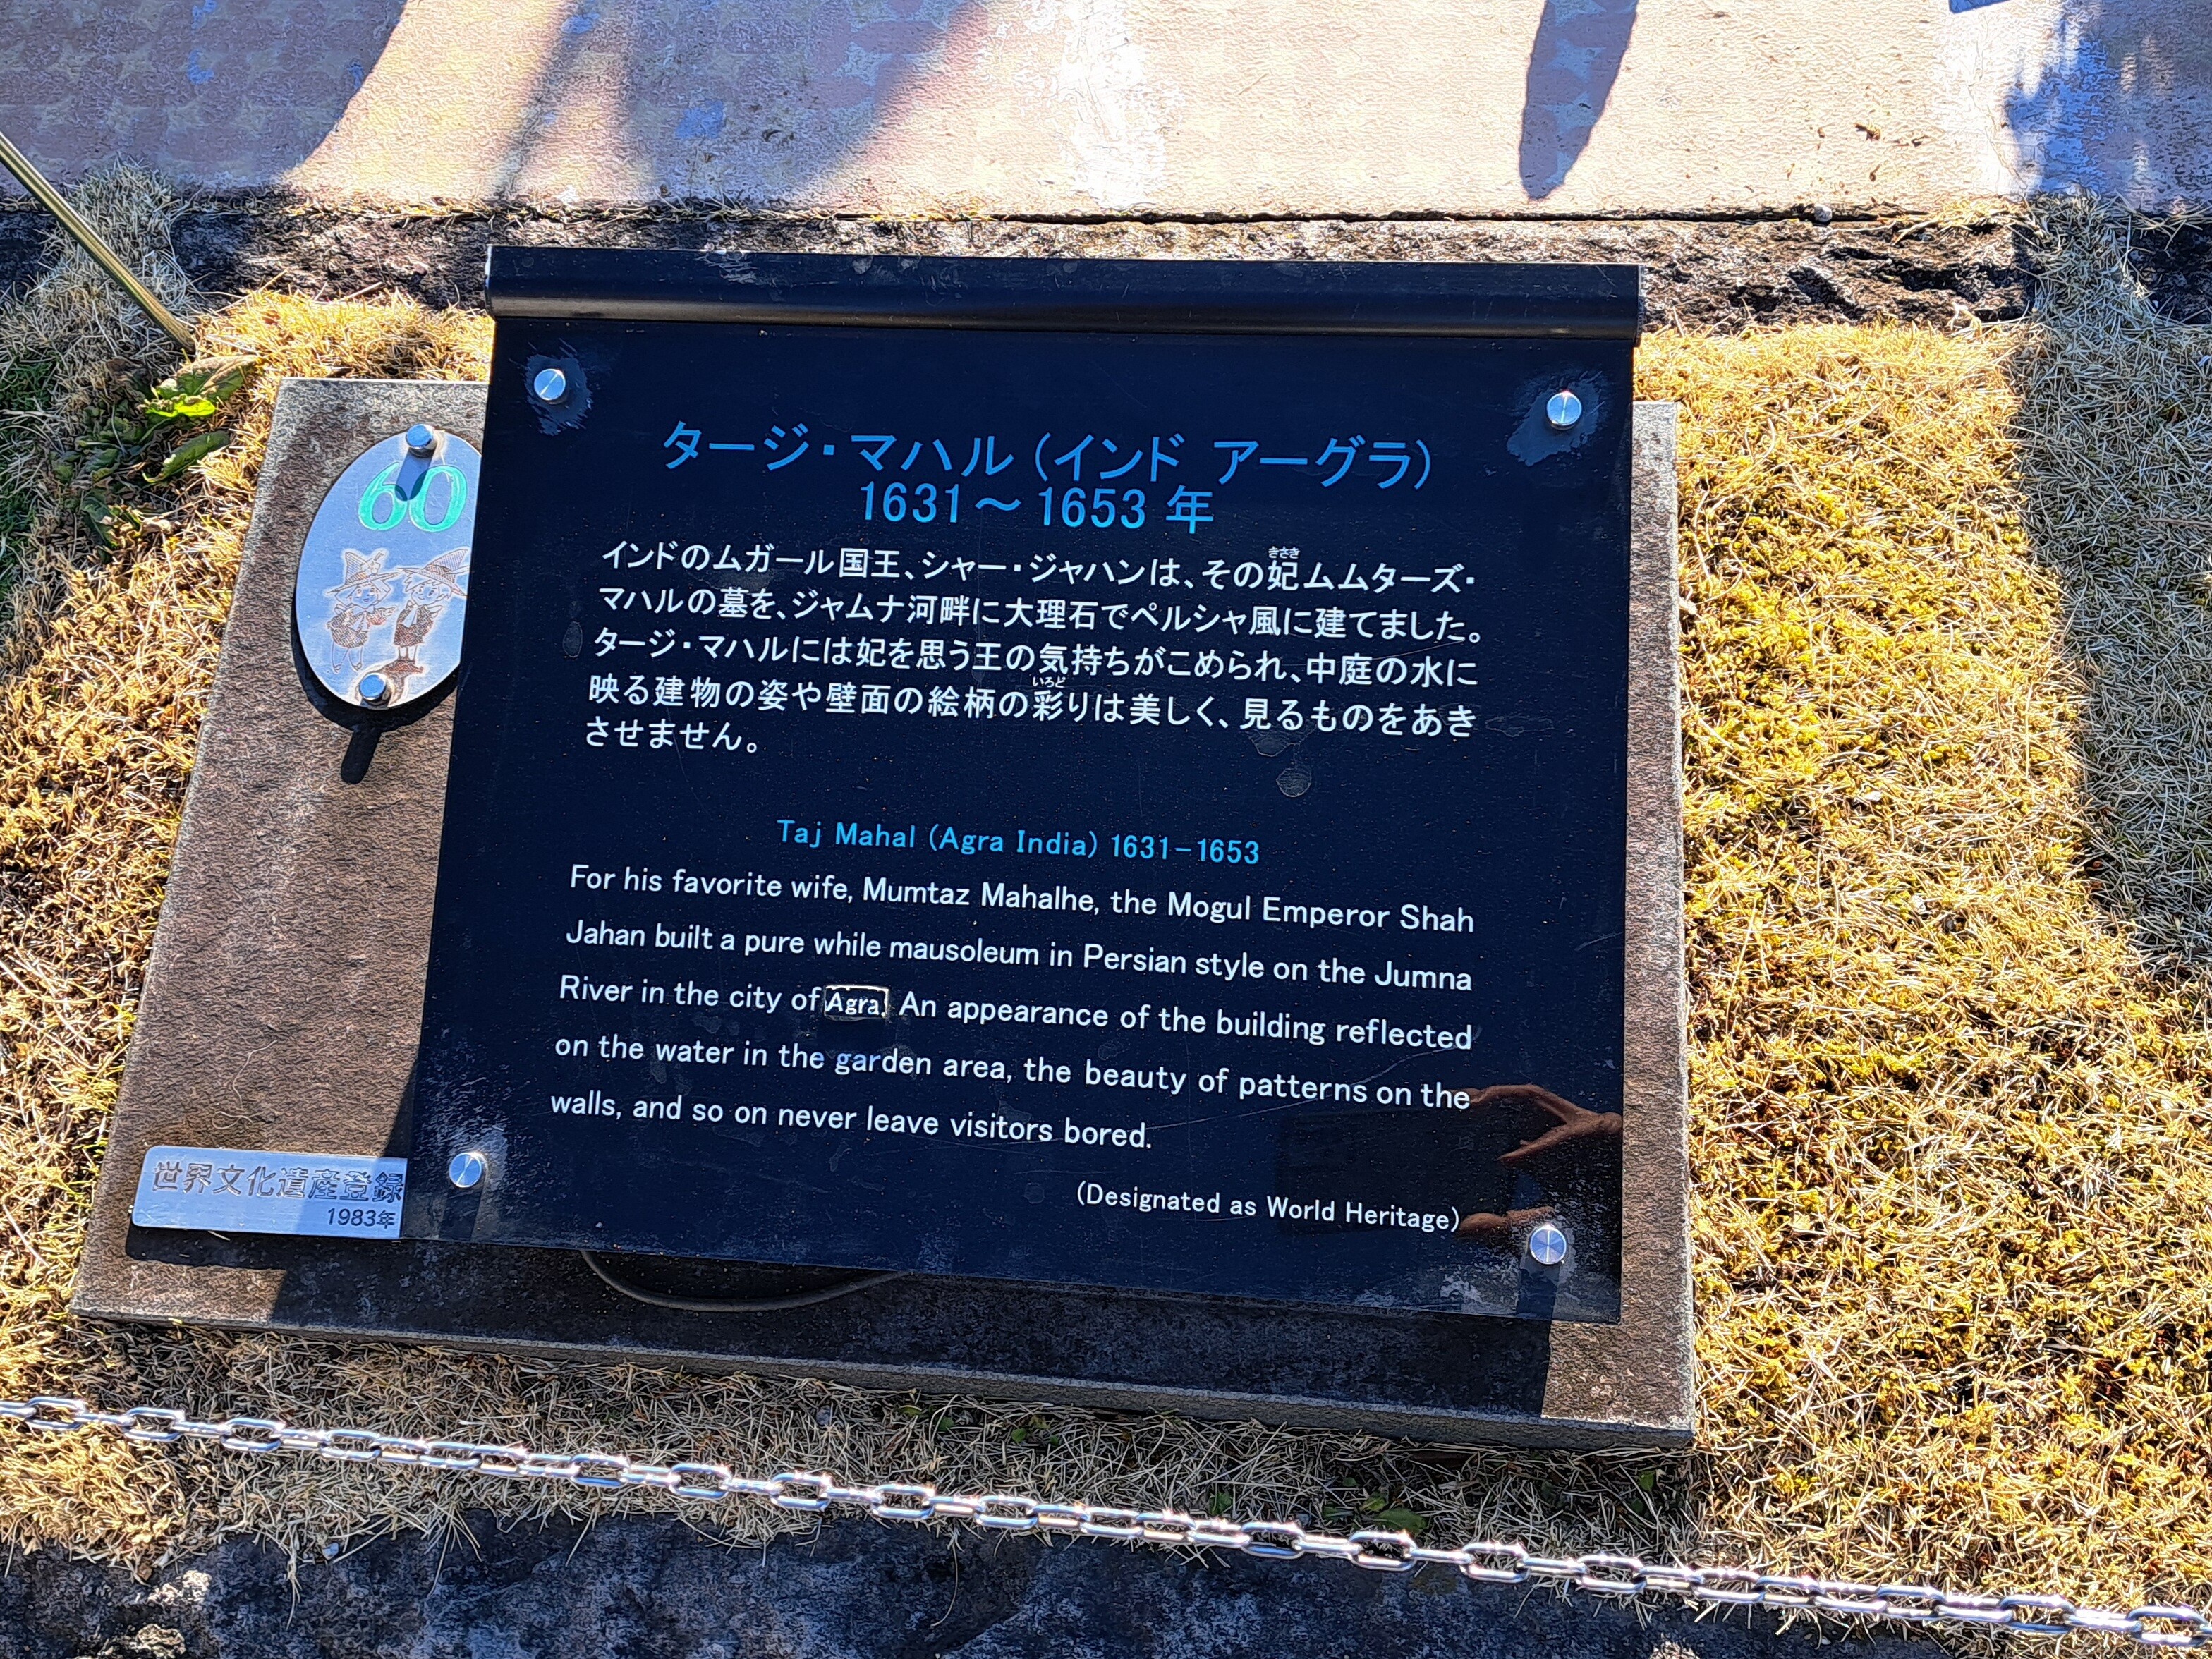 60
タージ・マハル（インド アーグラ）
1631～1653 年
インドのムガール国王、シャー・ジャハンは、その妃ムムターズ・
きさき
マハルの墓を、ジャムナ河畔に大理石でペルシャ風に建てました。
タージ・マハルには妃を思う王の気持ちがこめられ、中庭の水に
映る建物の姿や壁面の絵柄の彩りは美しく、見るものをあき
いろど
させません。
Taj Mahal (Agra India) 1631－1653
For his favorite wife, Mumtaz Mahalhe, the Mogul Emperor Shah
Jahan built a pure while mausoleum in Persian style on the Jumna
River in the city of Agra. An appearance of the building reflected
on the water in the garden area, the beauty of patterns on the
walls, and so on never leave visitors bored.
(Designated as World Heritage)
世界文化遺産登録
1983年